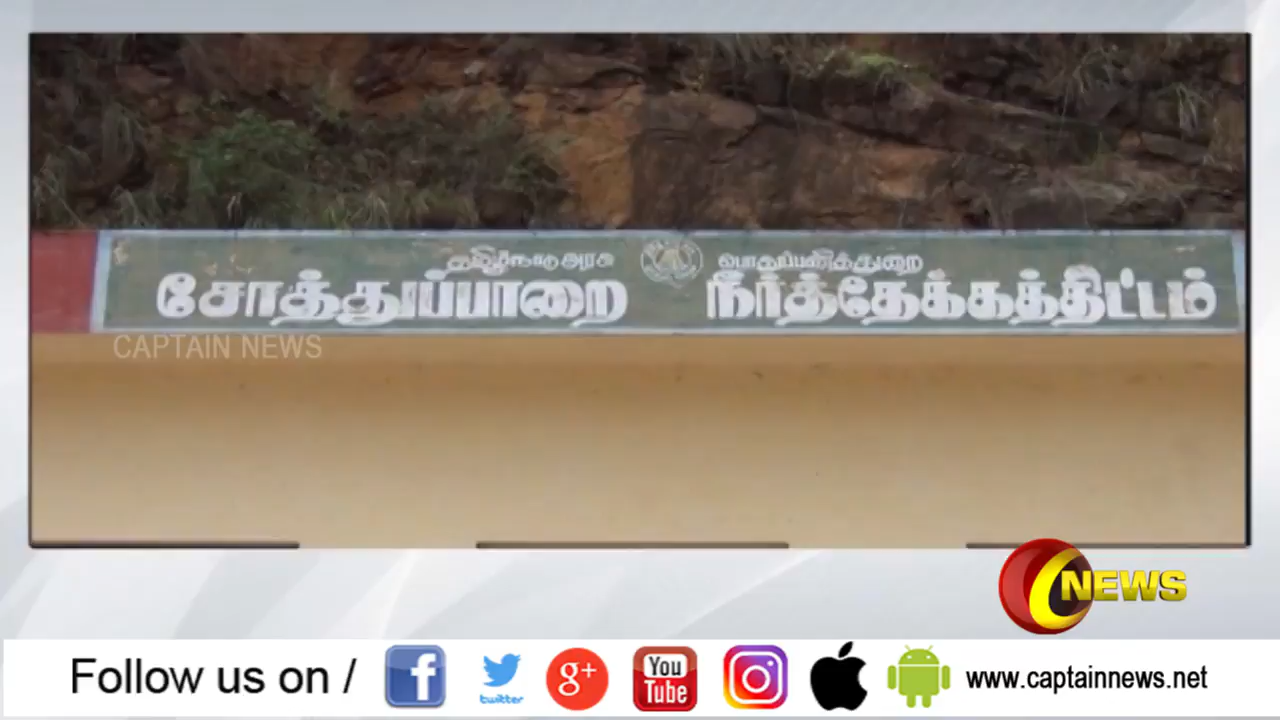 தமிழ்நாடு அரசு பொதுப்பணித்துறை
சோத்துப்பாறை நீர்த்தேக்கத்திட்டம்
CAPTAIN NEWS
NEWS
Follow us on / f twitter g+ You Tube www.captainnews.net